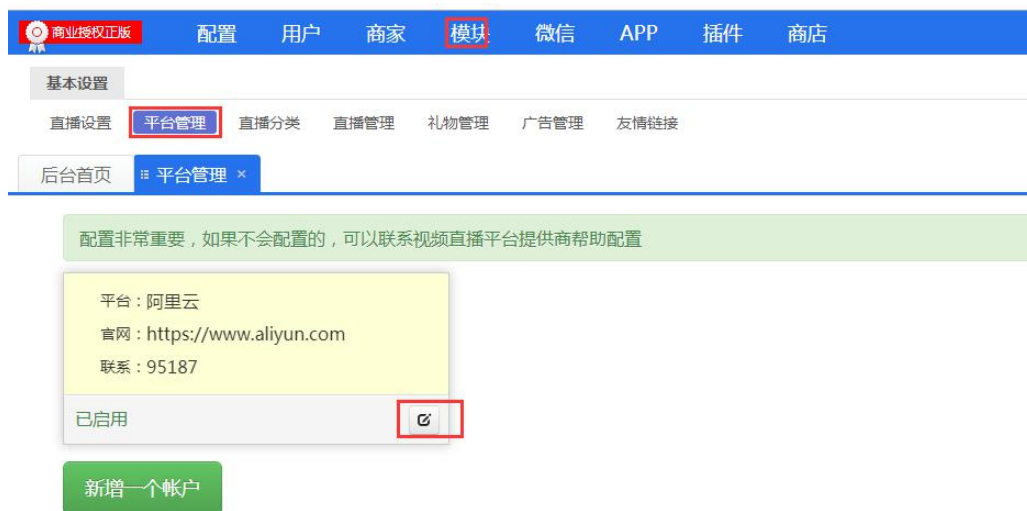 商业授权正版 配置 用户 商家 模块 微信 APP 插件 商店
基本设置
直播设置 平台管理 直播分类 直播管理 礼物管理 广告管理 友情链接
后台首页 平台管理 ×
配置非常重要，如果不会配置的，可以联系视频直播平台提供商帮助配置
平台：阿里云
官网：https://www.aliyun.com
联系：95187
已启用
新增一个帐户